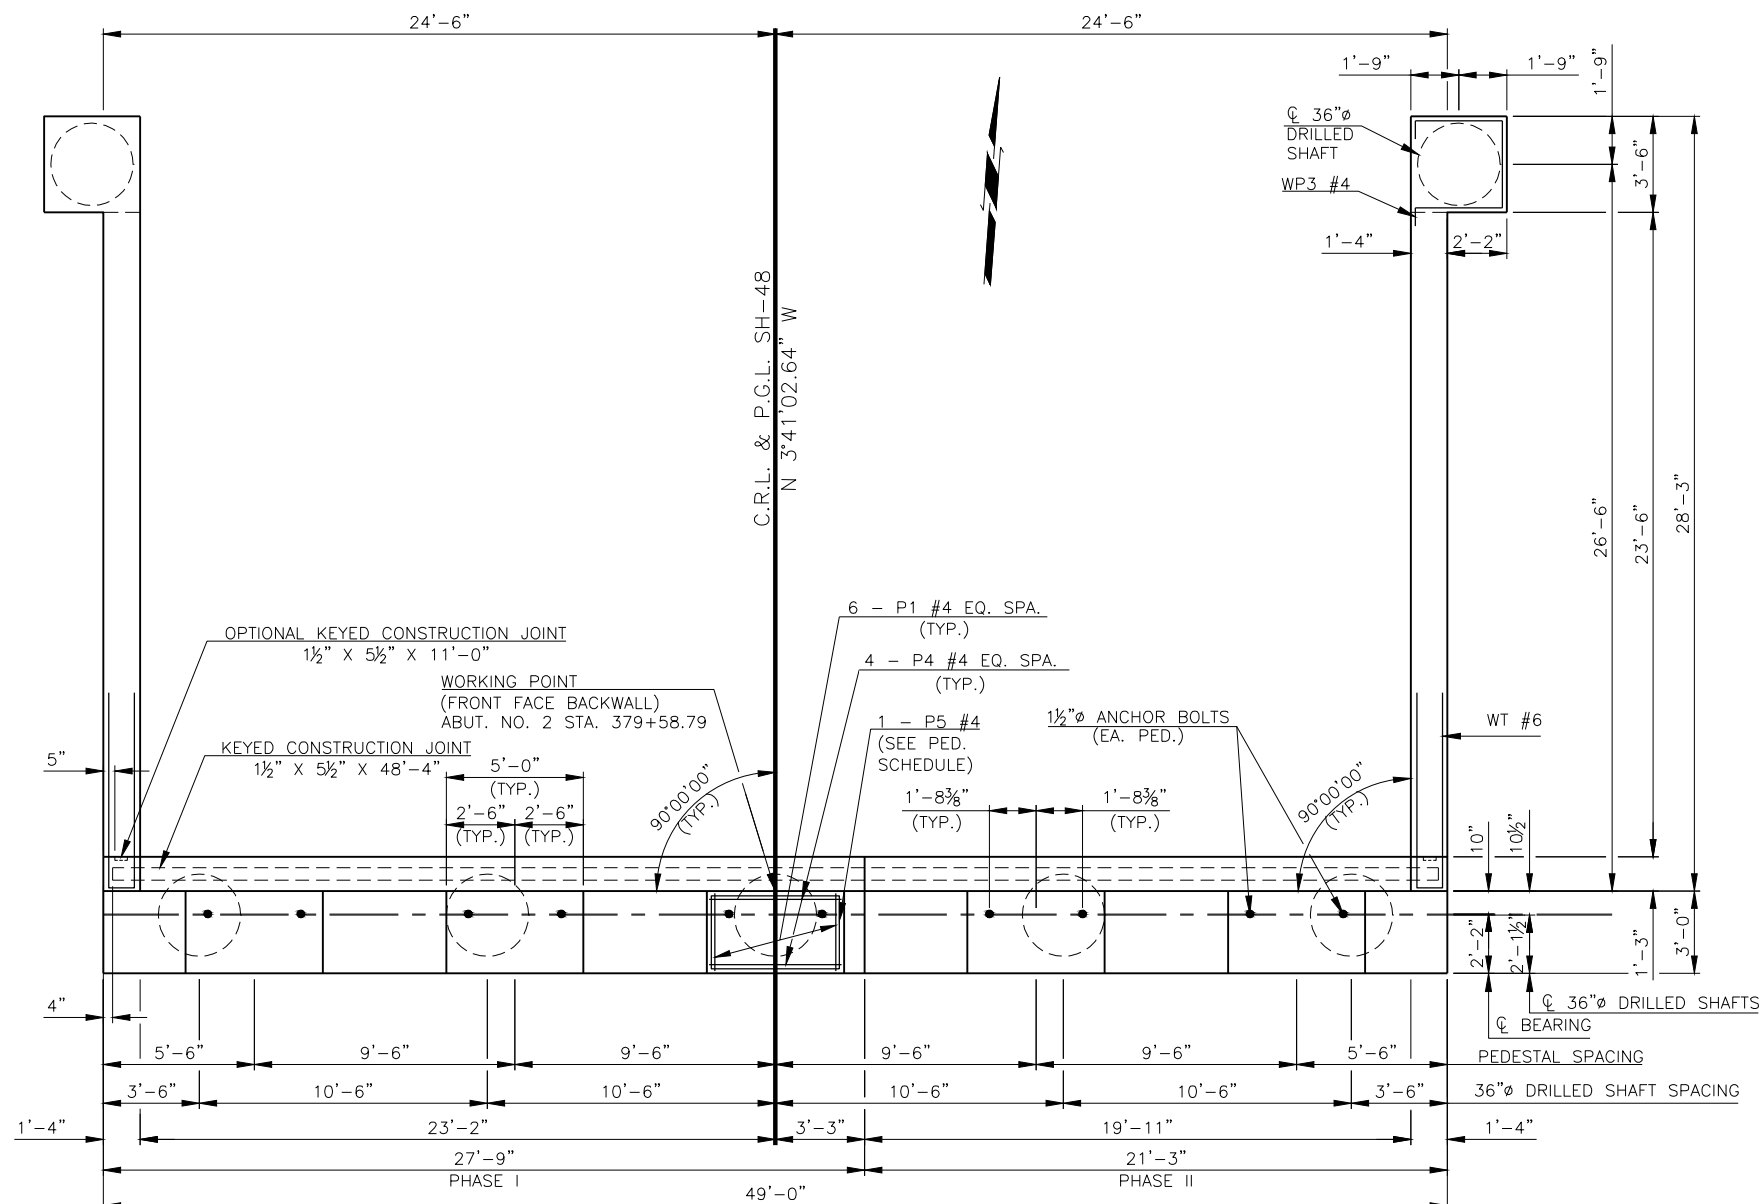 24'-6"
24'-6"
1'-9"
1'-9"
1'-9"
℄ 36"ø
DRILLED
SHAFT
3'-6"
WP3 #4
1'-4"
2'-2"
C.R.L. & P.G.L. SH-48
N 3°41'02.64" W
26'-6"
23'-6"
28'-3"
6 - P1 #4 EQ. SPA.
(TYP.)
OPTIONAL KEYED CONSTRUCTION JOINT
1½" X 5½" X 11'-0"
4 - P4 #4 EQ. SPA.
(TYP.)
WORKING POINT
(FRONT FACE BACKWALL)
ABUT. NO. 2 STA. 379+58.79
1 - P5 #4
(SEE PED.
SCHEDULE)
1½"ø ANCHOR BOLTS
(EA. PED.)
WT #6
5"
KEYED CONSTRUCTION JOINT
1½" X 5½" X 48'-4"
5'-0"
(TYP.)
90°00'00"
(TYP.)
90°00'00"
(TYP.)
2'-6"
(TYP.)
2'-6"
(TYP.)
1'-8⅜"
(TYP.)
1'-8⅜"
(TYP.)
10"
10½"
2'-2"
2'-1½"
1'-3"
3'-0"
4"
℄ 36"ø DRILLED SHAFTS
℄ BEARING
5'-6"
9'-6"
9'-6"
9'-6"
9'-6"
5'-6"
PEDESTAL SPACING
3'-6"
10'-6"
10'-6"
10'-6"
10'-6"
3'-6"
36"ø DRILLED SHAFT SPACING
1'-4"
23'-2"
3'-3"
19'-11"
1'-4"
27'-9"
PHASE I
21'-3"
PHASE II
49'-0"